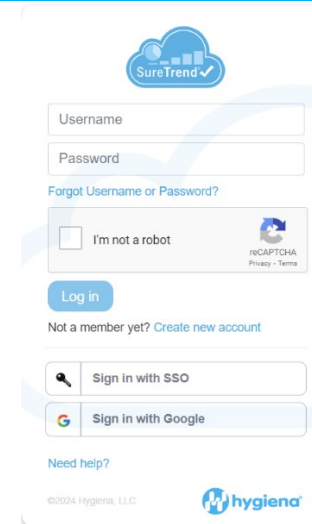 SureTrend
Username
Password
Forgot Username or Password?
I'm not a robot
reCAPTCHA
Privacy - Terms
Log in
Not a member yet? Create new account
Sign in with SSO
Sign in with Google
Need help?
©2024 Hygiena, LLC
hygiena